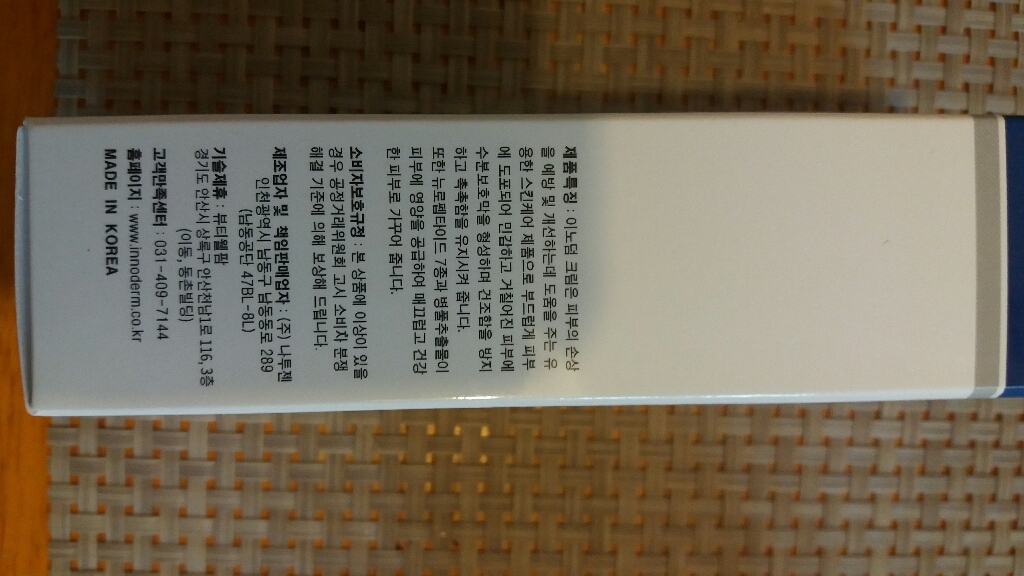 제품특징 : 이노덤 크림은 피부의 손상
을 예방 및 개선하는데 도움을 주는 유
용한 스킨케어 제품으로 부드럽게 피부
에 도포되어 민감하고 거칠어진 피부에
수분보호막을 형성하며 건조함을 방지
하고 촉촉함을 유지시켜 줍니다.
또한 뉴로펩타이드 7종과 병풀추출물이
피부에 영양을 공급하여 매끄럽고 건강
한 피부로 가꾸어 줍니다.
소비자보호규정 : 본 상품에 이상이 있을
경우 공정거래위원회 고시 소비자 분쟁
해결 기준에 의해 보상해 드립니다.
제조업자 및 책임판매업자 : (주) 나투젠
인천광역시 남동구 남동동로 289
(남동공단 47BL-8L)
기술제휴 : 뷰티웰팜
경기도 안산시 상록구 안산천남1로 116, 3층
(이동, 동촌빌딩)
고객만족센터 : 031-409-7144
홈페이지 : www.innoderm.co.kr
MADE IN KOREA